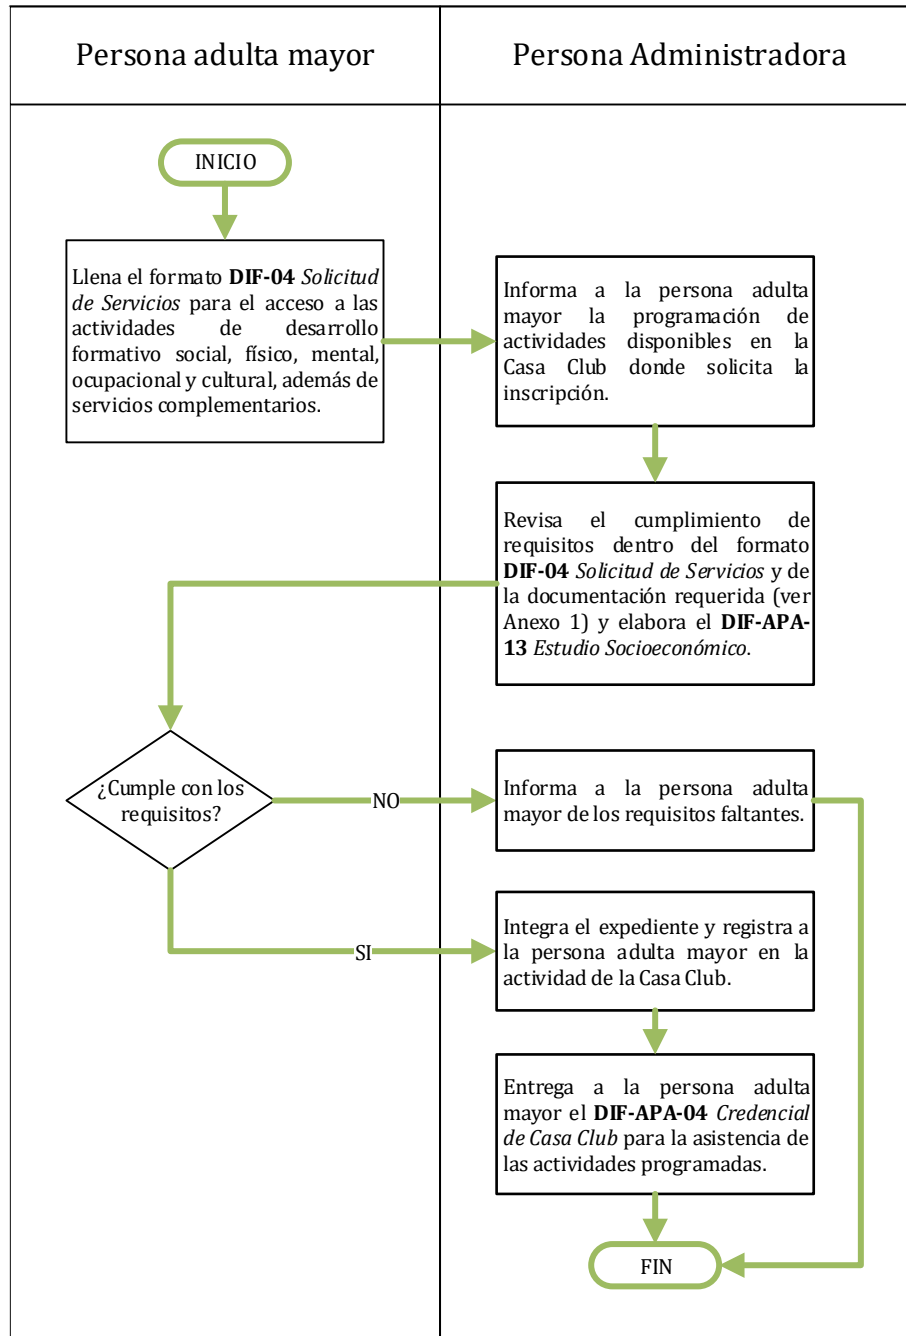 Persona adulta mayor
Persona Administradora
INICIO
Llena el formato DIF-04 Solicitud
de Servicios para el acceso a las
actividades de desarrollo
formativo social, físico, mental,
ocupacional y cultural, además de
servicios complementarios.
Informa a la persona adulta
mayor la programación de
actividades disponibles en la
Casa Club donde solicita la
inscripción.
Revisa el cumplimiento de
requisitos dentro del formato
DIF-04 Solicitud de Servicios y de
la documentación requerida (ver
Anexo 1) y elabora el DIF-APA-
13 Estudio Socioeconómico.
¿Cumple con los
requisitos?
NO
Informa a la persona adulta
mayor de los requisitos faltantes.
SI
Integra el expediente y registra a
la persona adulta mayor en la
actividad de la Casa Club.
Entrega a la persona adulta
mayor el DIF-APA-04 Credencial
de Casa Club para la asistencia de
las actividades programadas.
FIN